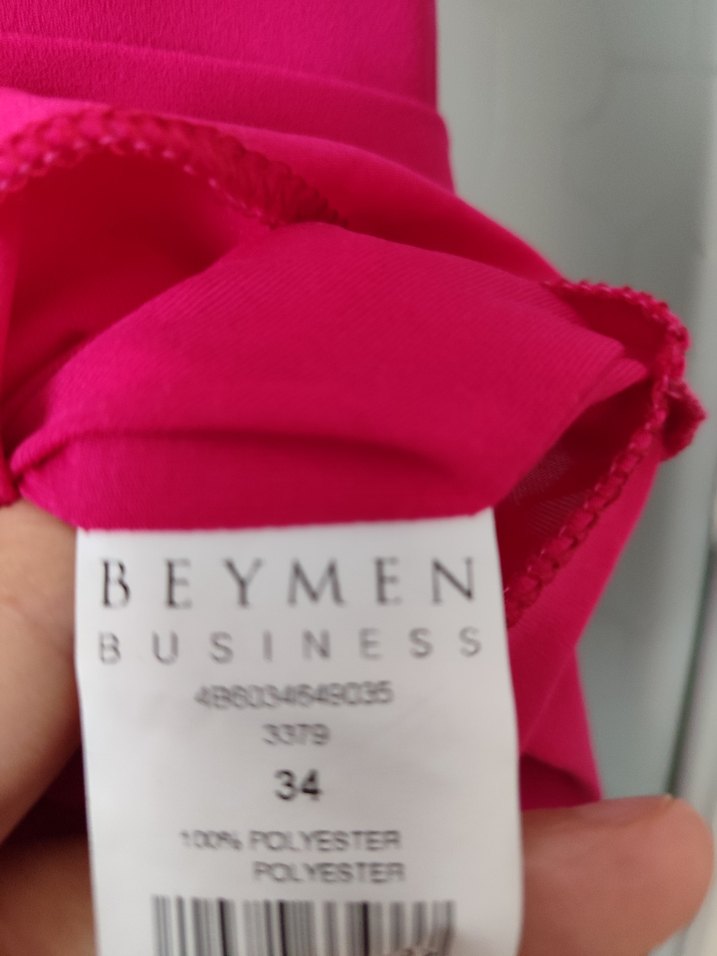 BEYMEN
BUSINESS
4B6034649035
3379
34
100% POLYESTER
POLYESTER